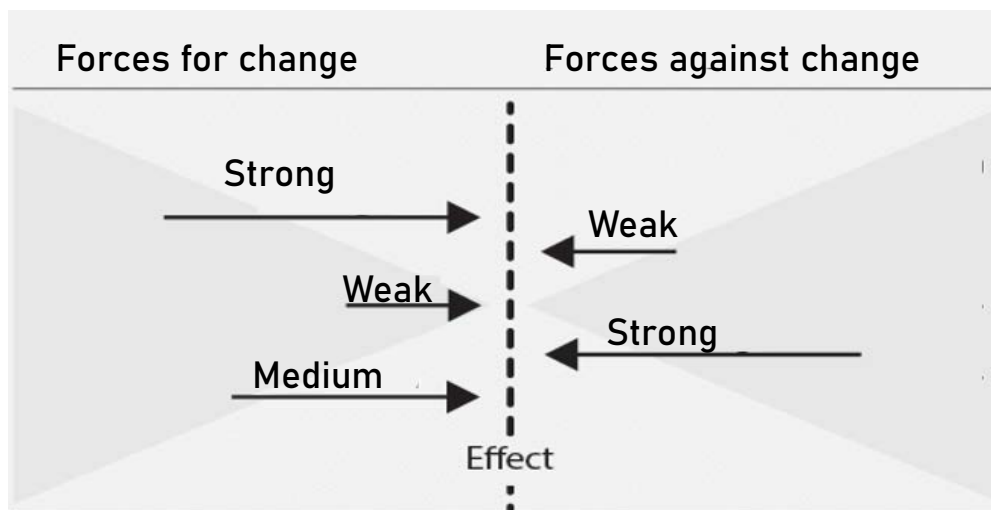 Forces for change
Forces against change
Strong
Weak
Weak
Strong
Medium
Effect